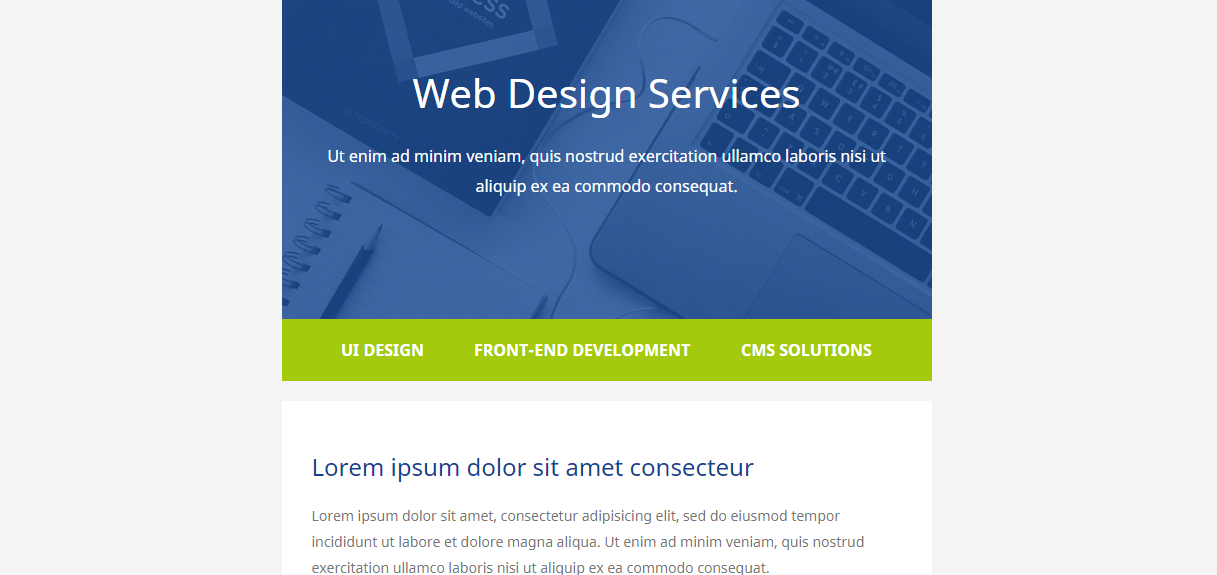 build websites
Web Design Services
Ut enim ad minim veniam, quis nostrud exercitation ullamco laboris nisi ut
aliquip ex ea commodo consequat.
UI DESIGN
FRONT-END DEVELOPMENT
CMS SOLUTIONS
Lorem ipsum dolor sit amet consecteur
Lorem ipsum dolor sit amet, consectetur adipisicing elit, sed do eiusmod tempor
incididunt ut labore et dolore magna aliqua. Ut enim ad minim veniam, quis nostrud
exercitation ullamco laboris nisi ut aliquip ex ea commodo consequat.